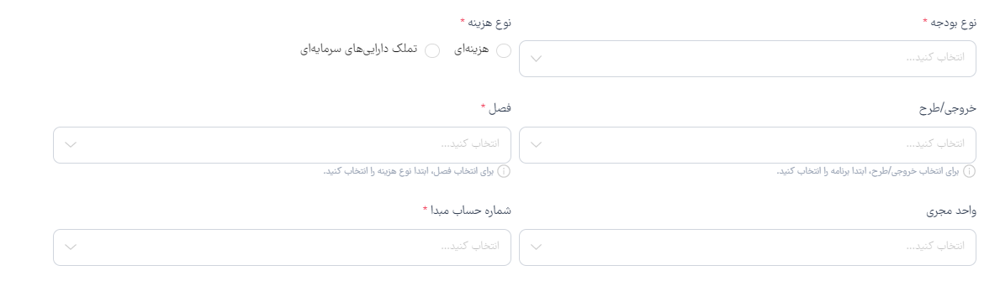 نوع بودجه *
نوع هزینه *
انتخاب کنید...
هزینه‌ای
تملک دارایی‌های سرمایه‌ای
خروجی/طرح
فصل *
انتخاب کنید...
انتخاب کنید...
برای انتخاب خروجی/طرح، ابتدا برنامه را انتخاب کنید.
برای انتخاب فصل، ابتدا نوع هزینه را انتخاب کنید.
واحد مجری
شماره حساب مبدا *
انتخاب کنید...
انتخاب کنید...